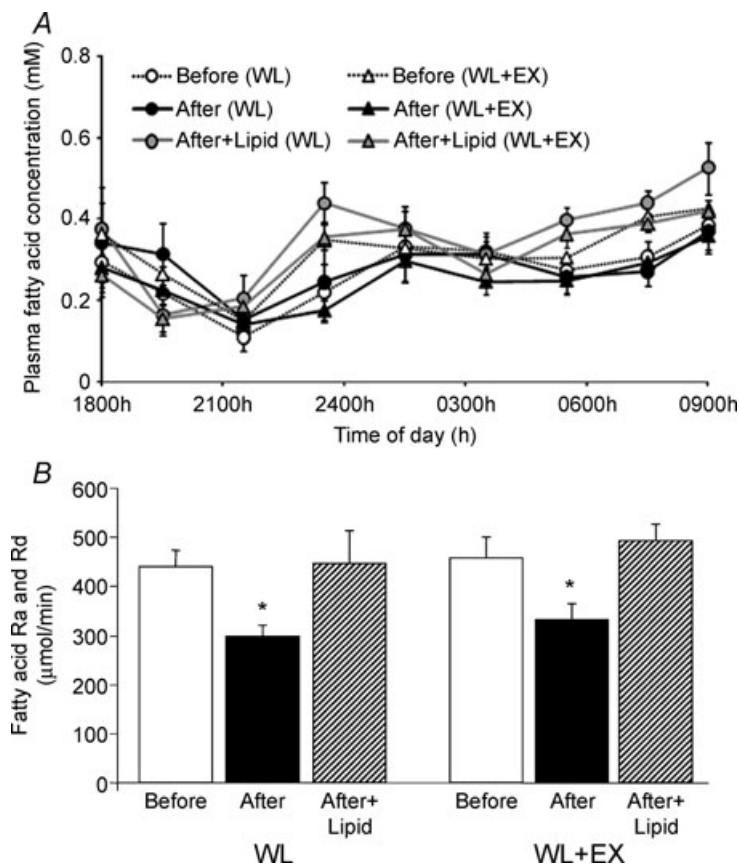 A
Plasma fatty acid concentration (mM)
0.8
0.6
0.4
0.2
0
Before (WL)
Before (WL+EX)
After (WL)
After (WL+EX)
After+Lipid (WL)
After+Lipid (WL+EX)
1800h
2100h
2400h
0300h
0600h
0900h
Time of day (h)
B
Fatty acid Ra and Rd
(μmol/min)
600
500
400
300
200
100
0
*
*
Before
After
After+
Lipid
Before
After
After+
Lipid
WL
WL+EX